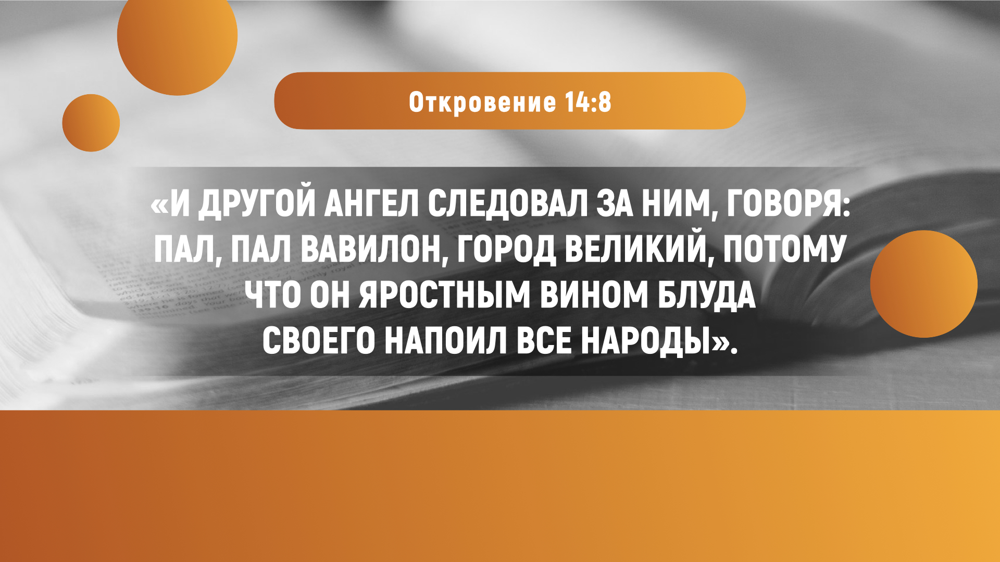 Откровение 14:8
«И ДРУГОЙ АНГЕЛ СЛЕДОВАЛ ЗА НИМ, ГОВОРЯ:
ПАЛ, ПАЛ ВАВИЛОН, ГОРОД ВЕЛИКИЙ, ПОТОМУ
ЧТО ОН ЯРОСТНЫМ ВИНОМ БЛУДА
СВОЕГО НАПОИЛ ВСЕ НАРОДЫ».